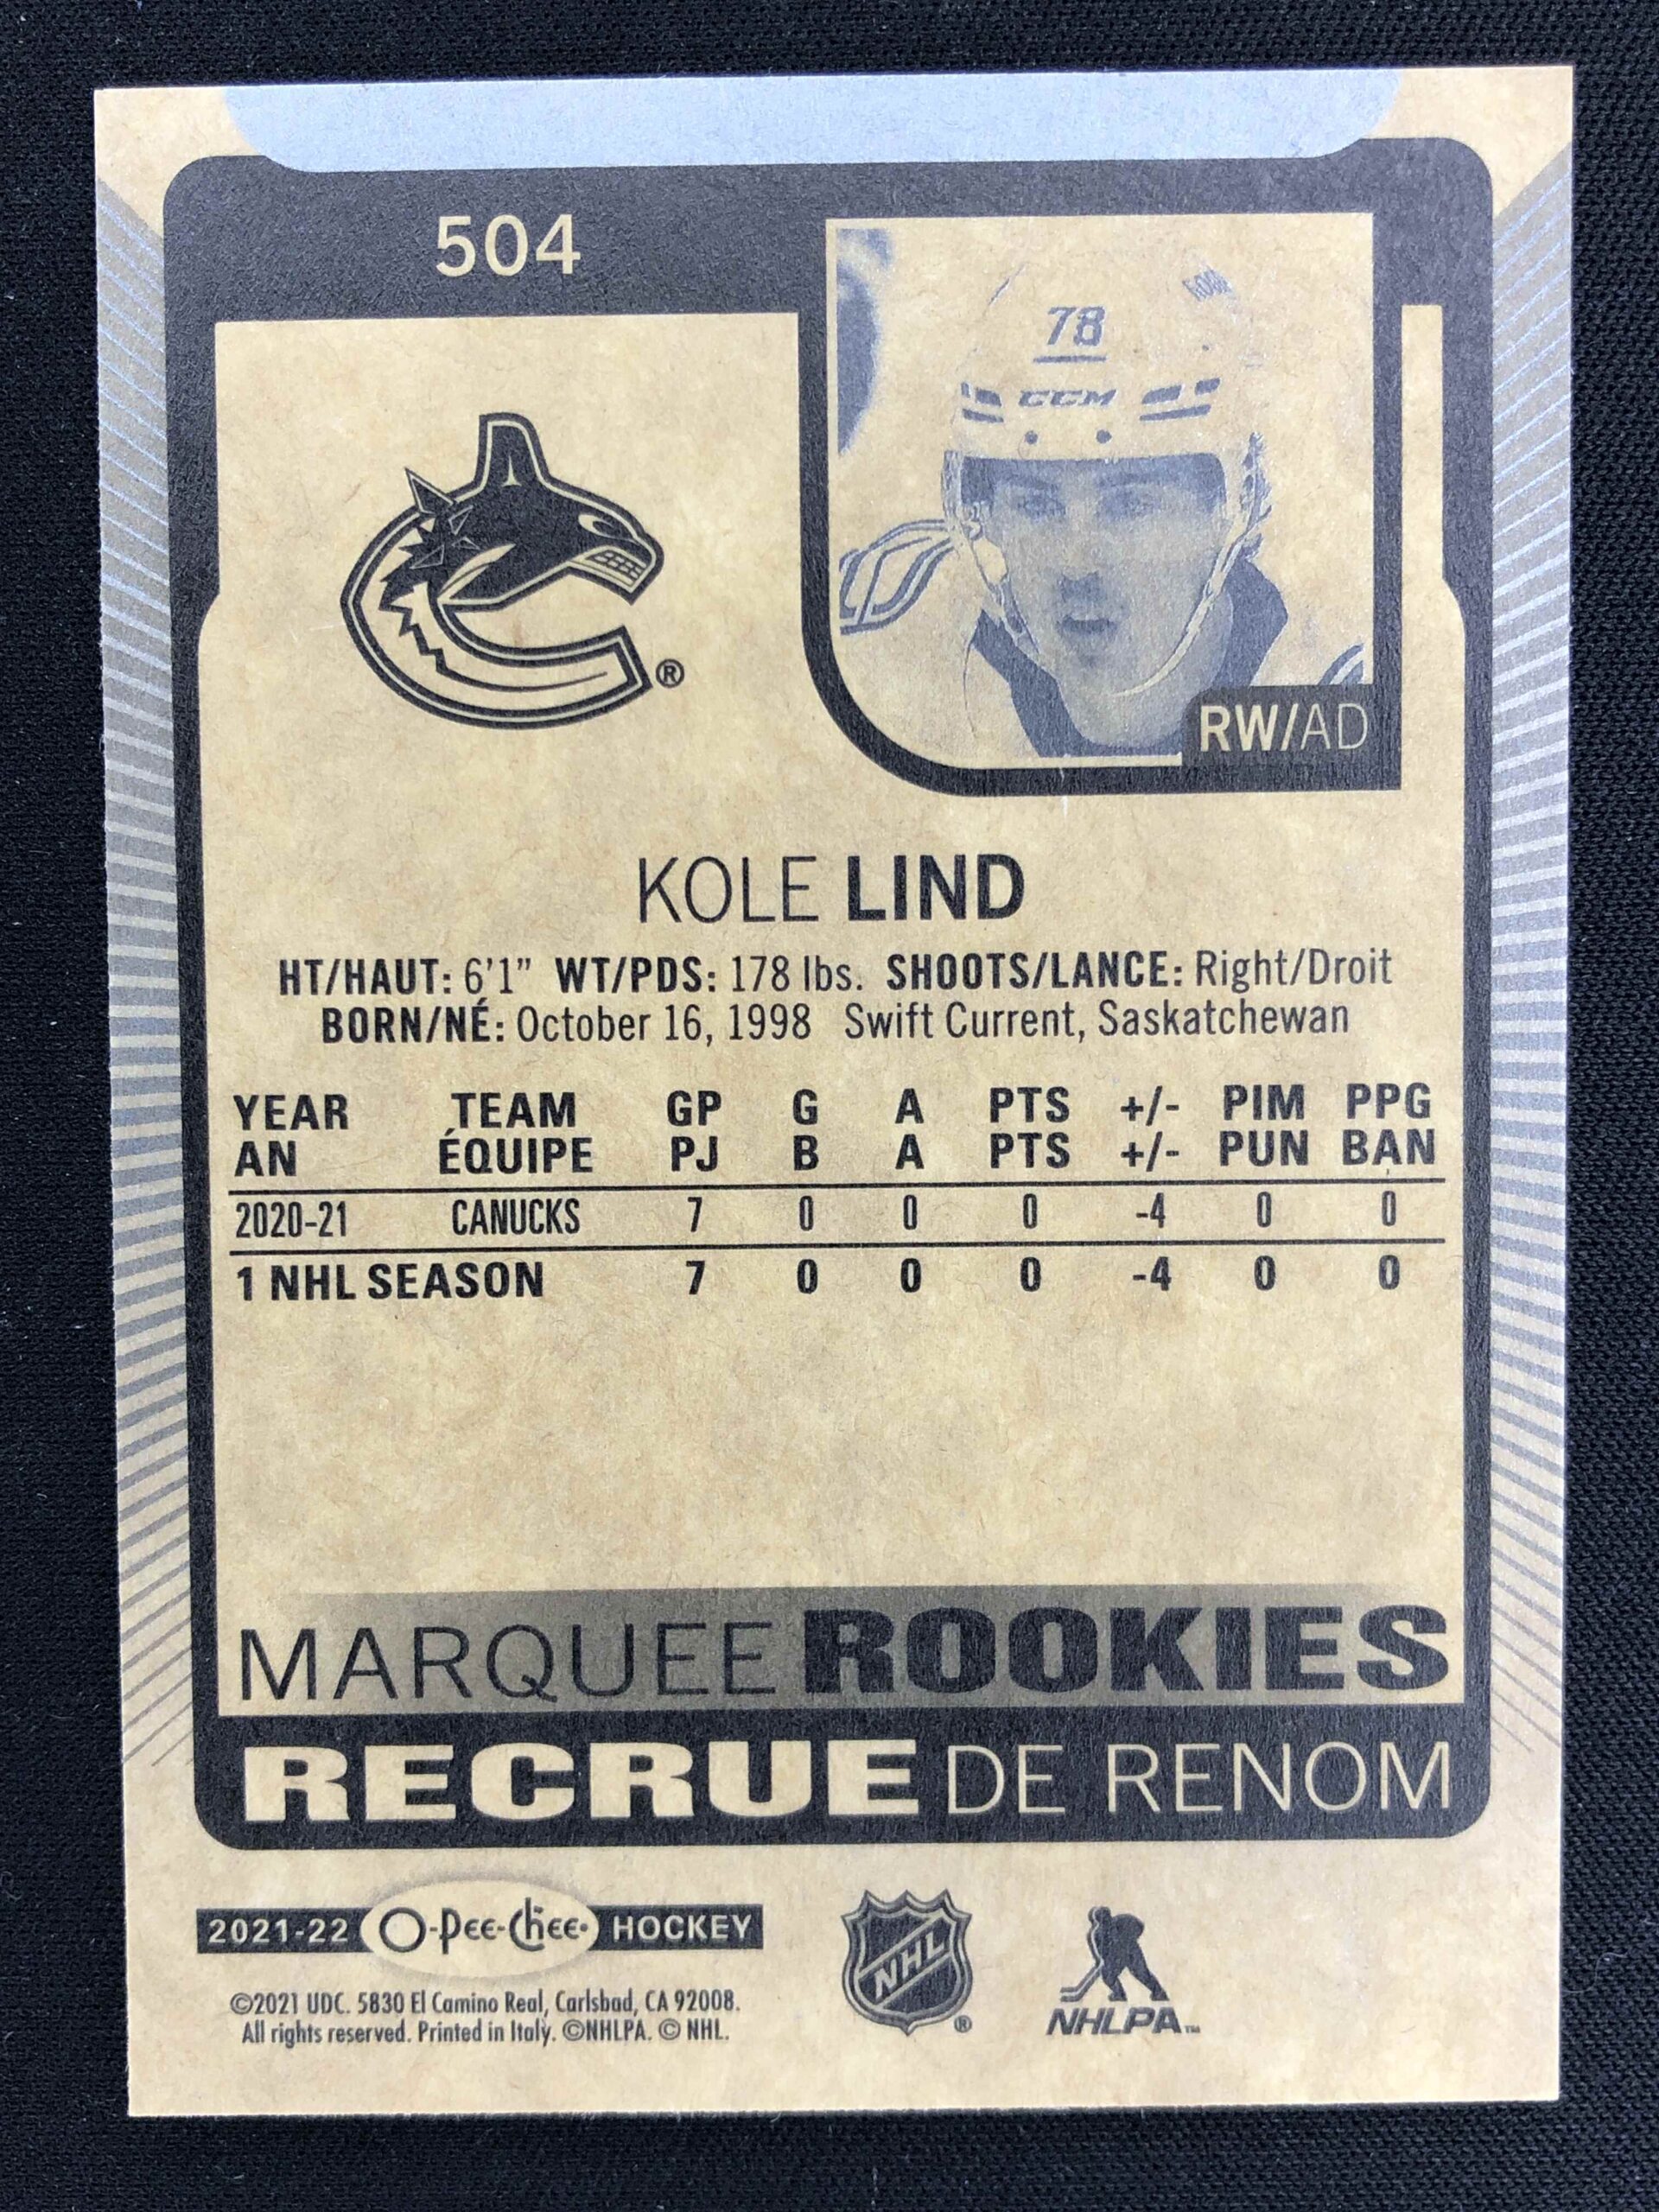 504
78
CCM
RW/AD
KOLE LIND
HT/HAUT: 6'1" WT/PDS: 178 lbs. SHOOTS/LANCE: Right/Droit
BORN/NÉ: October 16, 1998 Swift Current, Saskatchewan
YEAR TEAM GP G A PTS +/- PIM PPG
AN ÉQUIPE PJ B A PTS +/- PUN BAN
2020-21 CANUCKS 7 0 0 0 -4 0 0
1 NHL SEASON 7 0 0 0 -4 0 0
MARQUEE ROOKIES
RECRUE DE RENOM
2021-22 O-Pee-Chee HOCKEY
©2021 UDC. 5830 El Camino Real, Carlsbad, CA 92008.
All rights reserved. Printed in Italy. ©NHLPA. © NHL.
NHL ®
NHLPA™